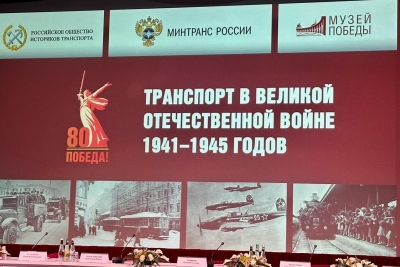 РОССИЙСКОЕ ОБЩЕСТВО
ИСТОРИКОВ ТРАНСПОРТА
МИНТРАНС РОССИИ
МУЗЕЙ
ПОБЕДЫ
80
ПОБЕДА!
ТРАНСПОРТ В ВЕЛИКОЙ
ОТЕЧЕСТВЕННОЙ ВОЙНЕ
1941–1945 ГОДОВ